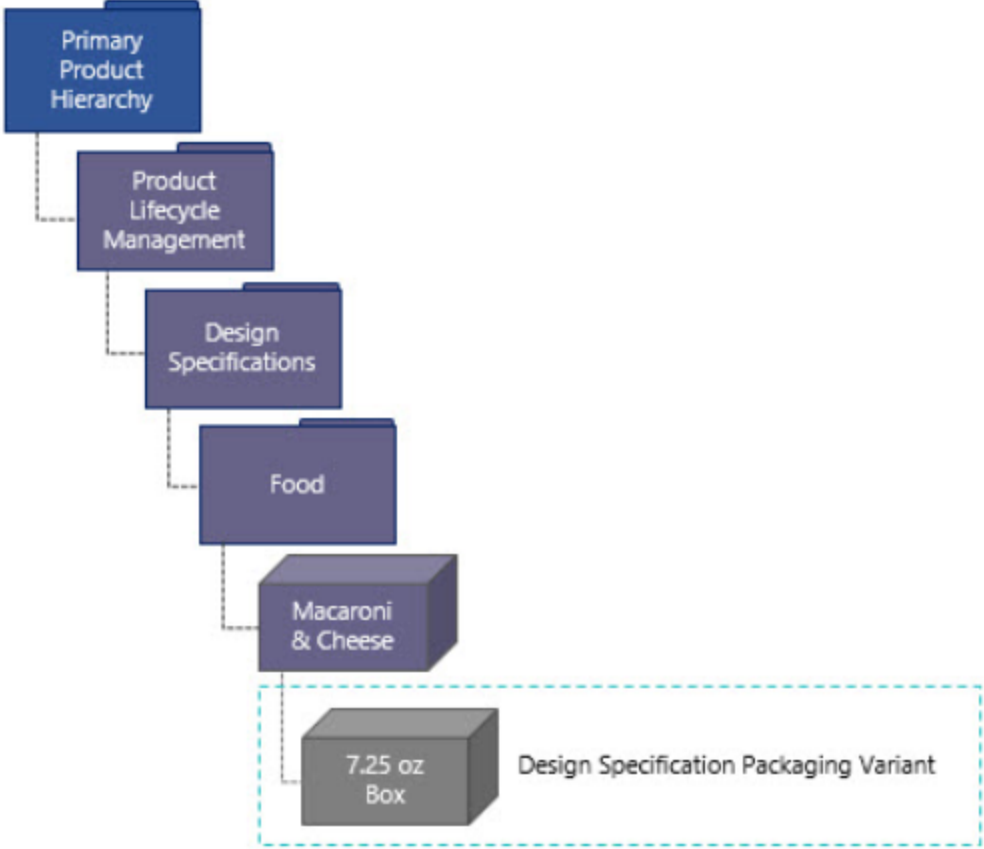 Primary
Product
Hierarchy
Product
Lifecycle
Management
Design
Specifications
Food
Macaroni
& Cheese
7.25 oz
Box
Design Specification Packaging Variant